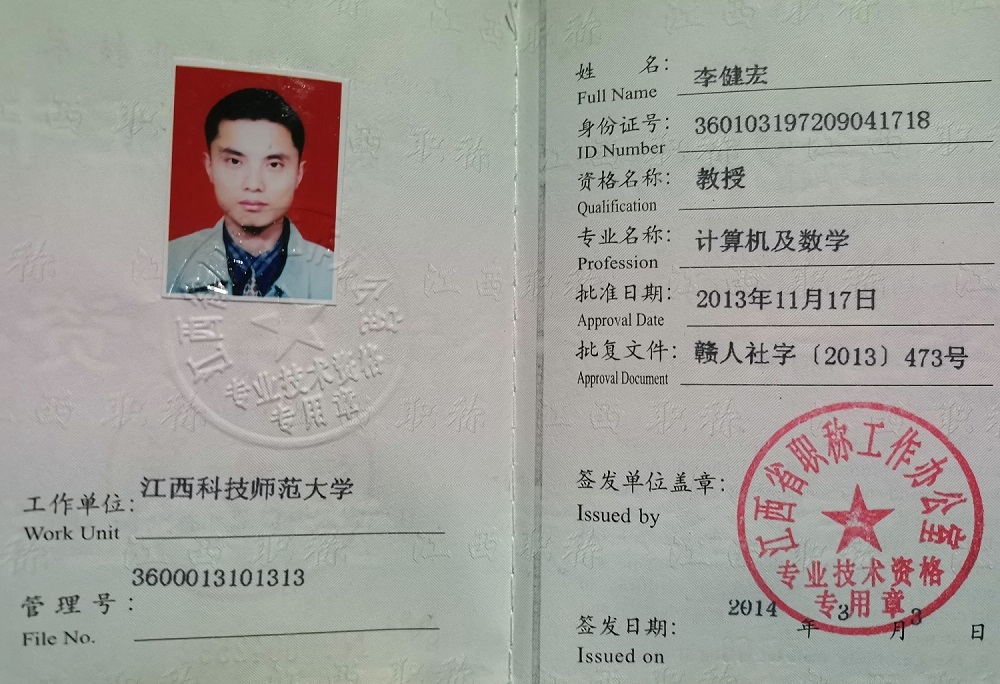 江西科技师范大学
工作单位:
Work Unit
3600013101313
管理号:
File No.
专业技术资格
专用章
姓 名: 李健宏
Full Name
身份证号: 360103197209041718
ID Number
资格名称: 教授
Qualification
专业名称: 计算机及数学
Profession
批准日期: 2013年11月17日
Approval Date
批复文件: 赣人社字〔2013〕473号
Approval Document
签发单位盖章:
Issued by
江西省职称工作办公室
专业技术资格
专用章
签发日期: 2014年3月3日
Issued on
江西职称